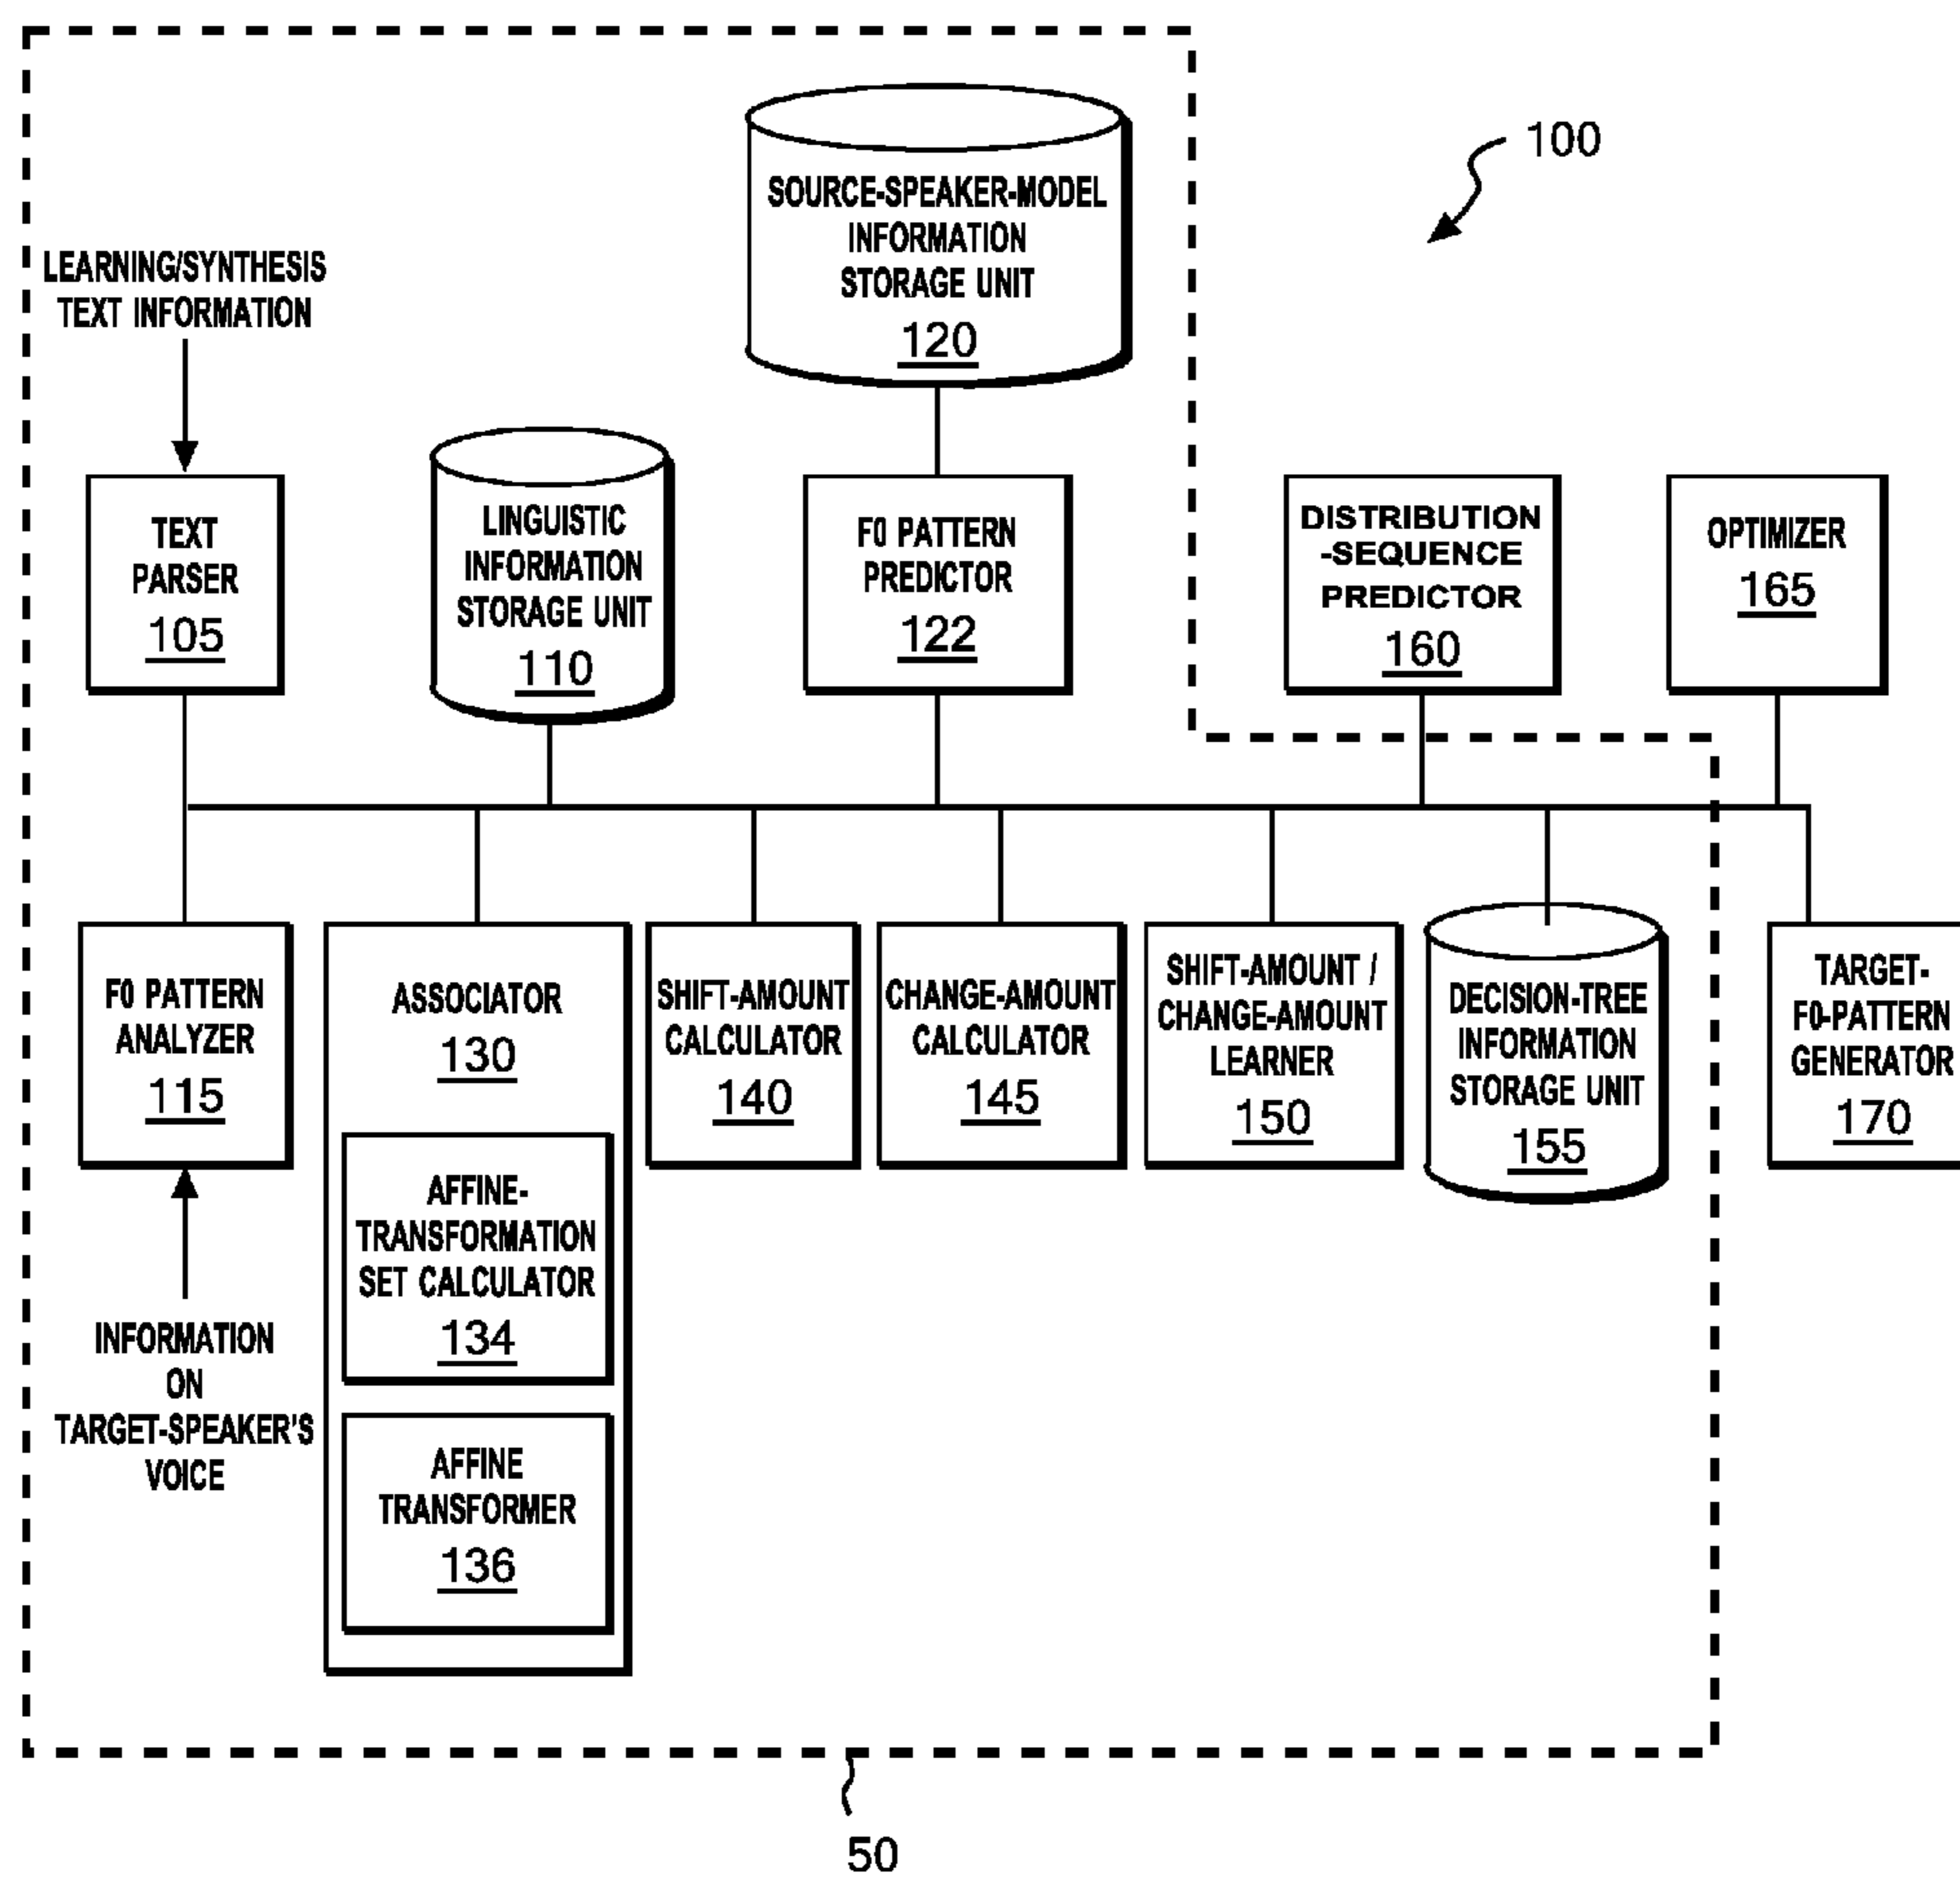 100
SOURCE-SPEAKER-MODEL
INFORMATION
STORAGE UNIT
120
LEARNING/SYNTHESIS
TEXT INFORMATION
TEXT
PARSER
105
LINGUISTIC
INFORMATION
STORAGE UNIT
110
F0 PATTERN
PREDICTOR
122
DISTRIBUTION
-SEQUENCE
PREDICTOR
160
OPTIMIZER
165
F0 PATTERN
ANALYZER
115
ASSOCIATOR
130
AFFINE-
TRANSFORMATION
SET CALCULATOR
134
AFFINE
TRANSFORMER
136
SHIFT-AMOUNT
CALCULATOR
140
CHANGE-AMOUNT
CALCULATOR
145
SHIFT-AMOUNT /
CHANGE-AMOUNT
LEARNER
150
DECISION-TREE
INFORMATION
STORAGE UNIT
155
TARGET-
F0-PATTERN
GENERATOR
170
INFORMATION
ON
TARGET-SPEAKER'S
VOICE
50